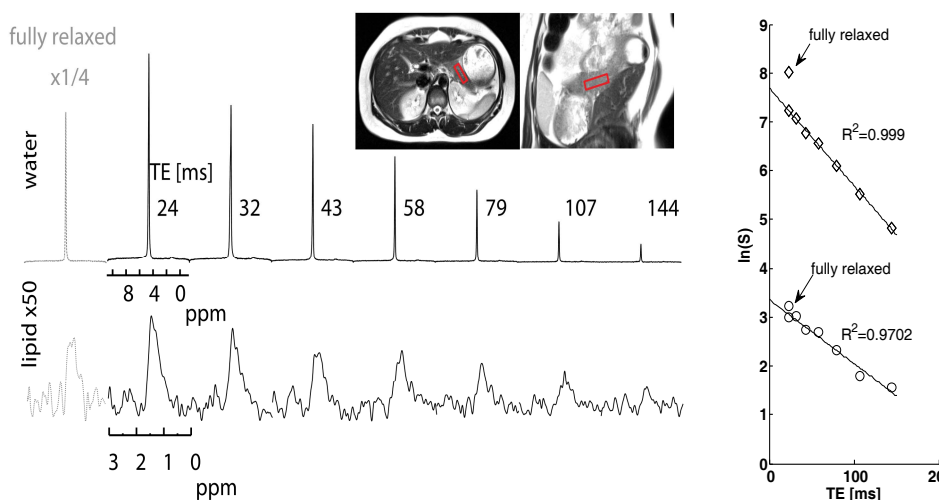 fully relaxed
x1/4
water
TE [ms]
24 32 43 58 79 107 144
8 4 0
ppm
lipid x50
3 2 1 0
ppm
9
8
7
6
5
4
3
2
1
0
ln(S)
fully relaxed
R²=0.999
fully relaxed
R²=0.9702
0 100 20
TE [ms]